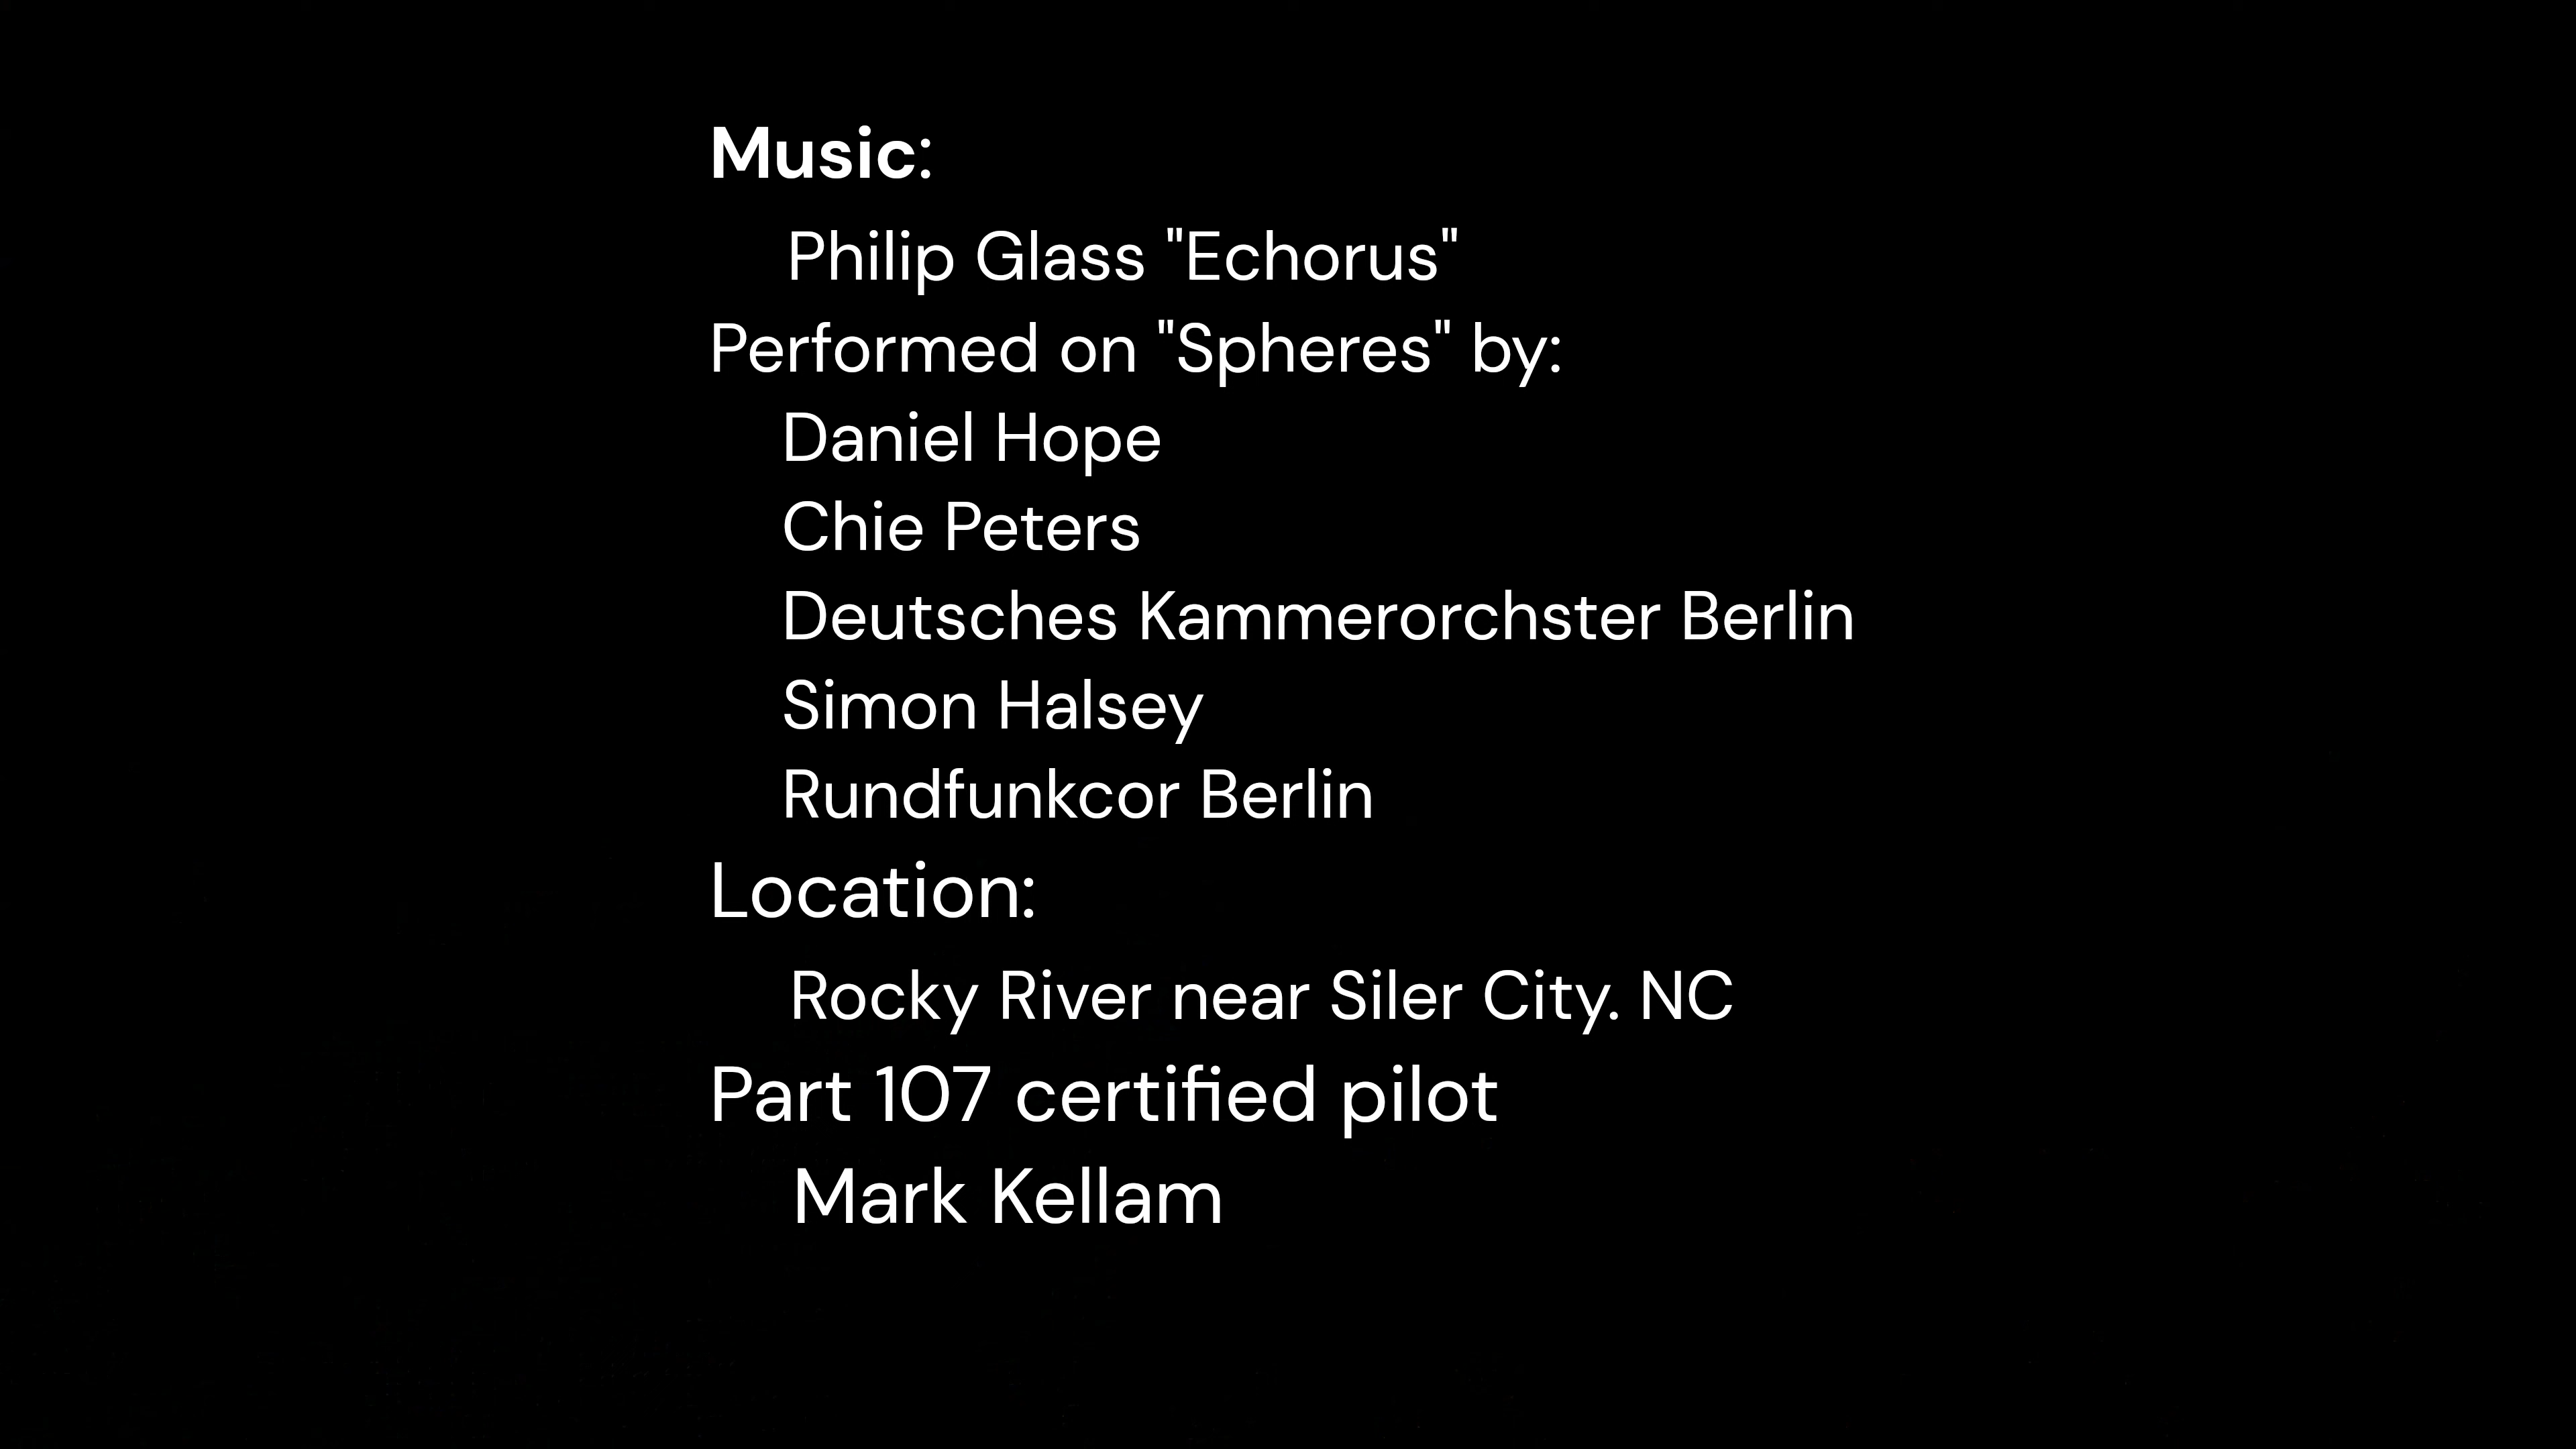 Music:
Philip Glass "Echorus"
Performed on "Spheres" by:
Daniel Hope
Chie Peters
Deutsches Kammerorchster Berlin
Simon Halsey
Rundfunkcor Berlin
Location:
Rocky River near Siler City. NC
Part 107 certified pilot
Mark Kellam